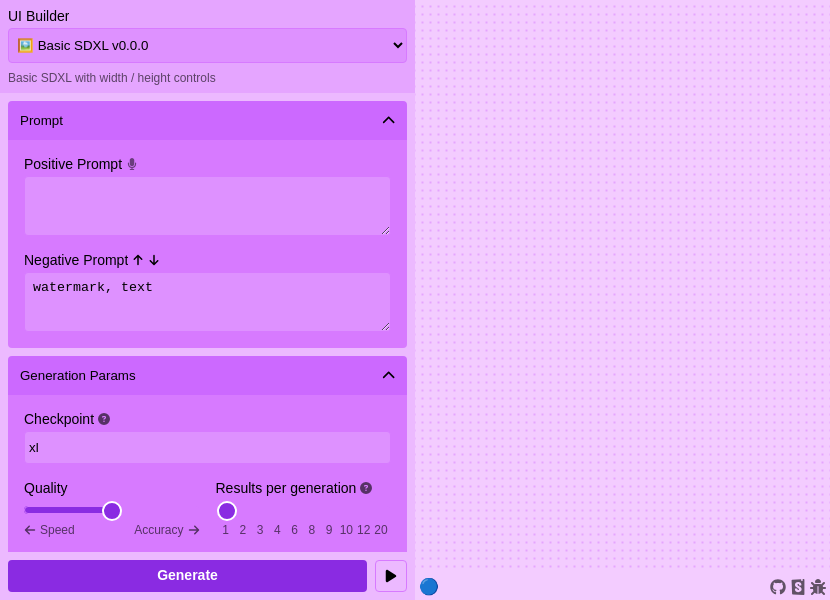 UI Builder
🖼️ Basic SDXL v0.0.0
Basic SDXL with width / height controls
Prompt
Positive Prompt
Negative Prompt ↑ ↓
watermark, text
Generation Params
Checkpoint ?
xl
Quality
Results per generation ?
← Speed
Accuracy →
1 2 3 4 6 8 9 10 12 20
Generate